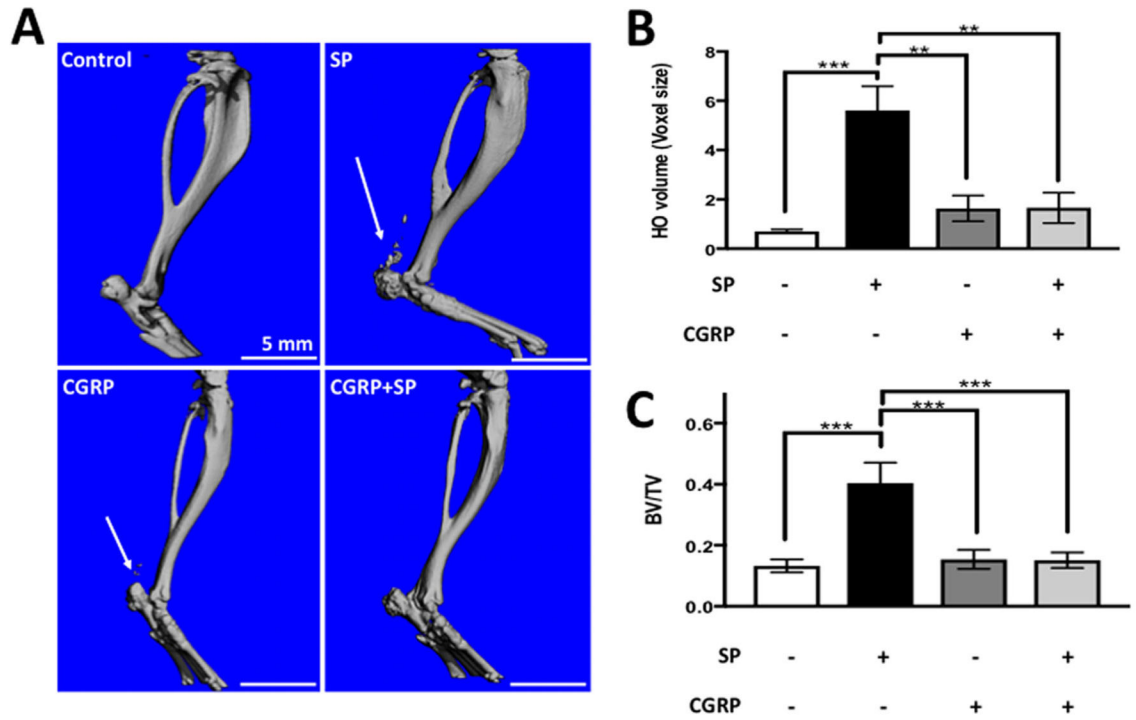 A
Control
SP
5 mm
CGRP
CGRP+SP
B
HO volume (Voxel size)
8
6
4
2
0
***
**
**
SP - + - +
CGRP - - + +
C
BV/TV
0.6
0.4
0.2
0.0
***
***
***
SP - + - +
CGRP - - + +